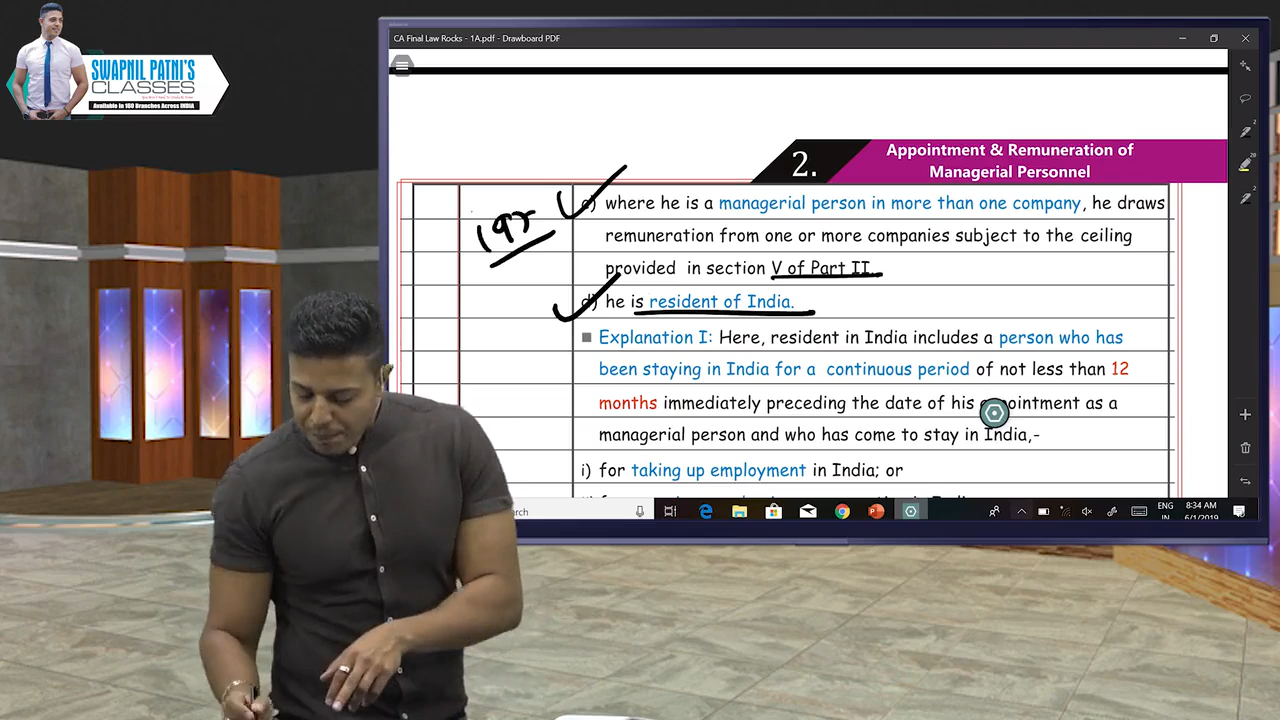 SWAPNIL PATNI'S
CLASSES
Available in 160 Branches Across INDIA
CA Final Law Rocks - 1A.pdf - Drawboard PDF
2.
Appointment & Remuneration of
Managerial Personnel
where he is a managerial person in more than one company, he draws
remuneration from one or more companies subject to the ceiling
provided in section V of Part II.
d) he is resident of India.
Explanation I: Here, resident in India includes a person who has
been staying in India for a continuous period of not less than 12
months immediately preceding the date of his appointment as a
managerial person and who has come to stay in India,-
i) for taking up employment in India; or
ENG
IN
8:34 AM
6/1/2019